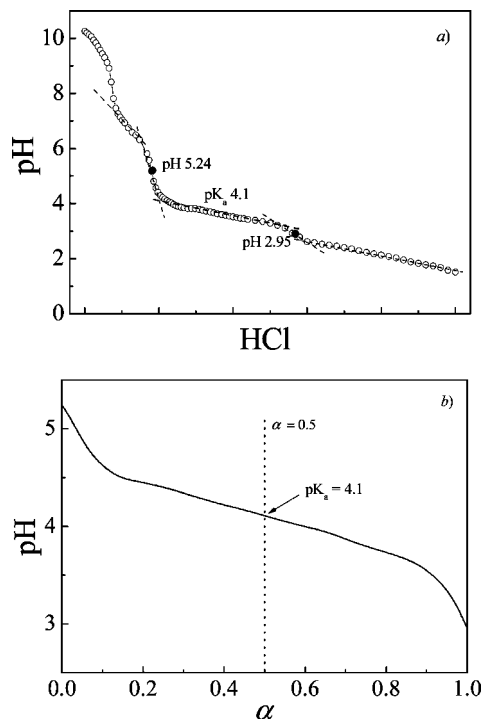 a)
10
8
6
4
2
0
pH
pH 5.24
pKa 4.1
pH 2.95
HCl
b)
5
4
3
pH
α = 0.5
pKa = 4.1
0.0 0.2 0.4 0.6 0.8 1.0
α